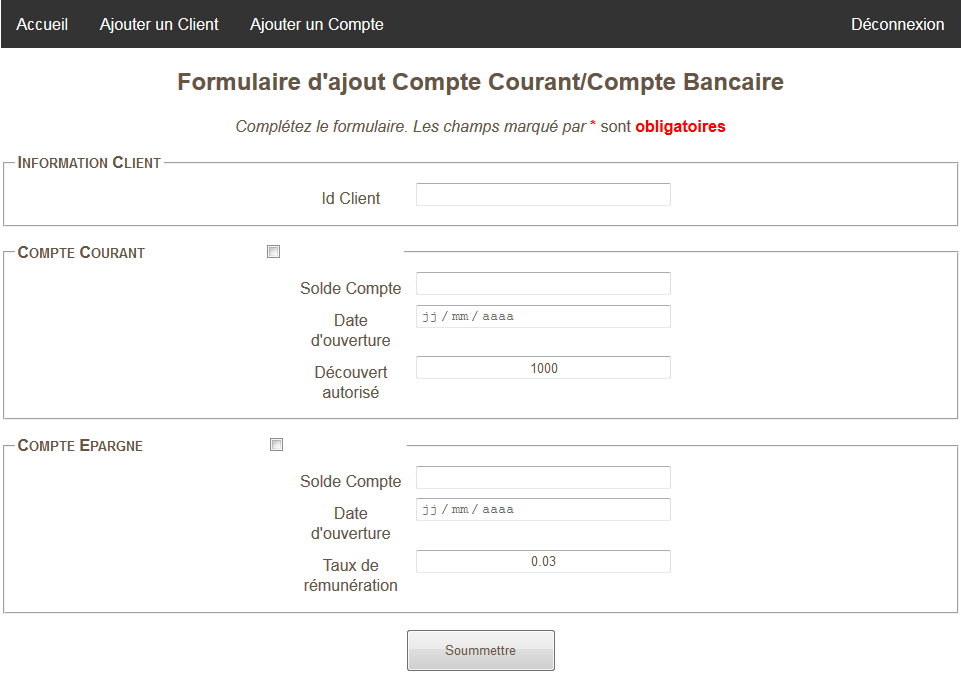 Accueil Ajouter un Client Ajouter un Compte Déconnexion
Formulaire d'ajout Compte Courant/Compte Bancaire
Complétez le formulaire. Les champs marqué par * sont obligatoires
INFORMATION CLIENT
Id Client
COMPTE COURANT
Solde Compte
Date
d'ouverture
jj / mm / aaaa
Découvert
autorisé
1000
COMPTE EPARGNE
Solde Compte
Date
d'ouverture
jj / mm / aaaa
Taux de
rémunération
0.03
Soummettre